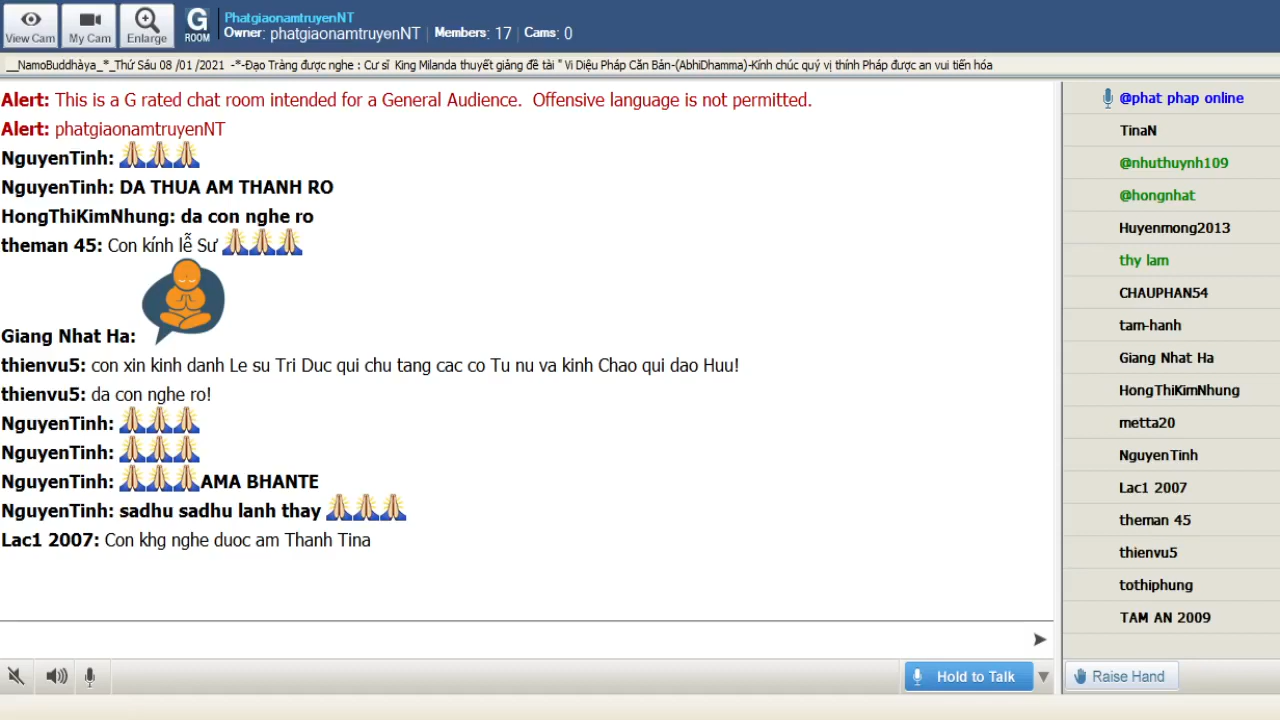 View Cam
My Cam
Enlarge
G
ROOM
PhatgiaonamtruyenNT
Owner: phatgiaonamtruyenNT | Members: 17 | Cams: 0
__NamoBuddhàya_*_Thứ Sáu 08 /01 /2021 -*-Đạo Tràng được nghe : Cư sĩ King Milanda thuyết giảng đề tài " Vi Diệu Pháp Căn Bản-(AbhiDhamma)-Kính chúc quý vị thính Pháp được an vui tiến hóa
Alert: This is a G rated chat room intended for a General Audience. Offensive language is not permitted.
Alert: phatgiaonamtruyenNT
NguyenTinh:
NguyenTinh: DA THUA AM THANH RO
HongThiKimNhung: da con nghe ro
theman 45: Con kính lễ Sư
Giang Nhat Ha:
thienvu5: con xin kinh danh Le su Tri Duc qui chu tang cac co Tu nu va kinh Chao qui dao Huu!
thienvu5: da con nghe ro!
NguyenTinh:
NguyenTinh:
NguyenTinh: AMA BHANTE
NguyenTinh: sadhu sadhu lanh thay
Lac1 2007: Con khg nghe duoc am Thanh Tina
@phat phap online
TinaN
@nhuthuynh109
@hongnhat
Huyenmong2013
thy lam
CHAUPHAN54
tam-hanh
Giang Nhat Ha
HongThiKimNhung
metta20
NguyenTinh
Lac1 2007
theman 45
thienvu5
tothiphung
TAM AN 2009
Hold to Talk
Raise Hand